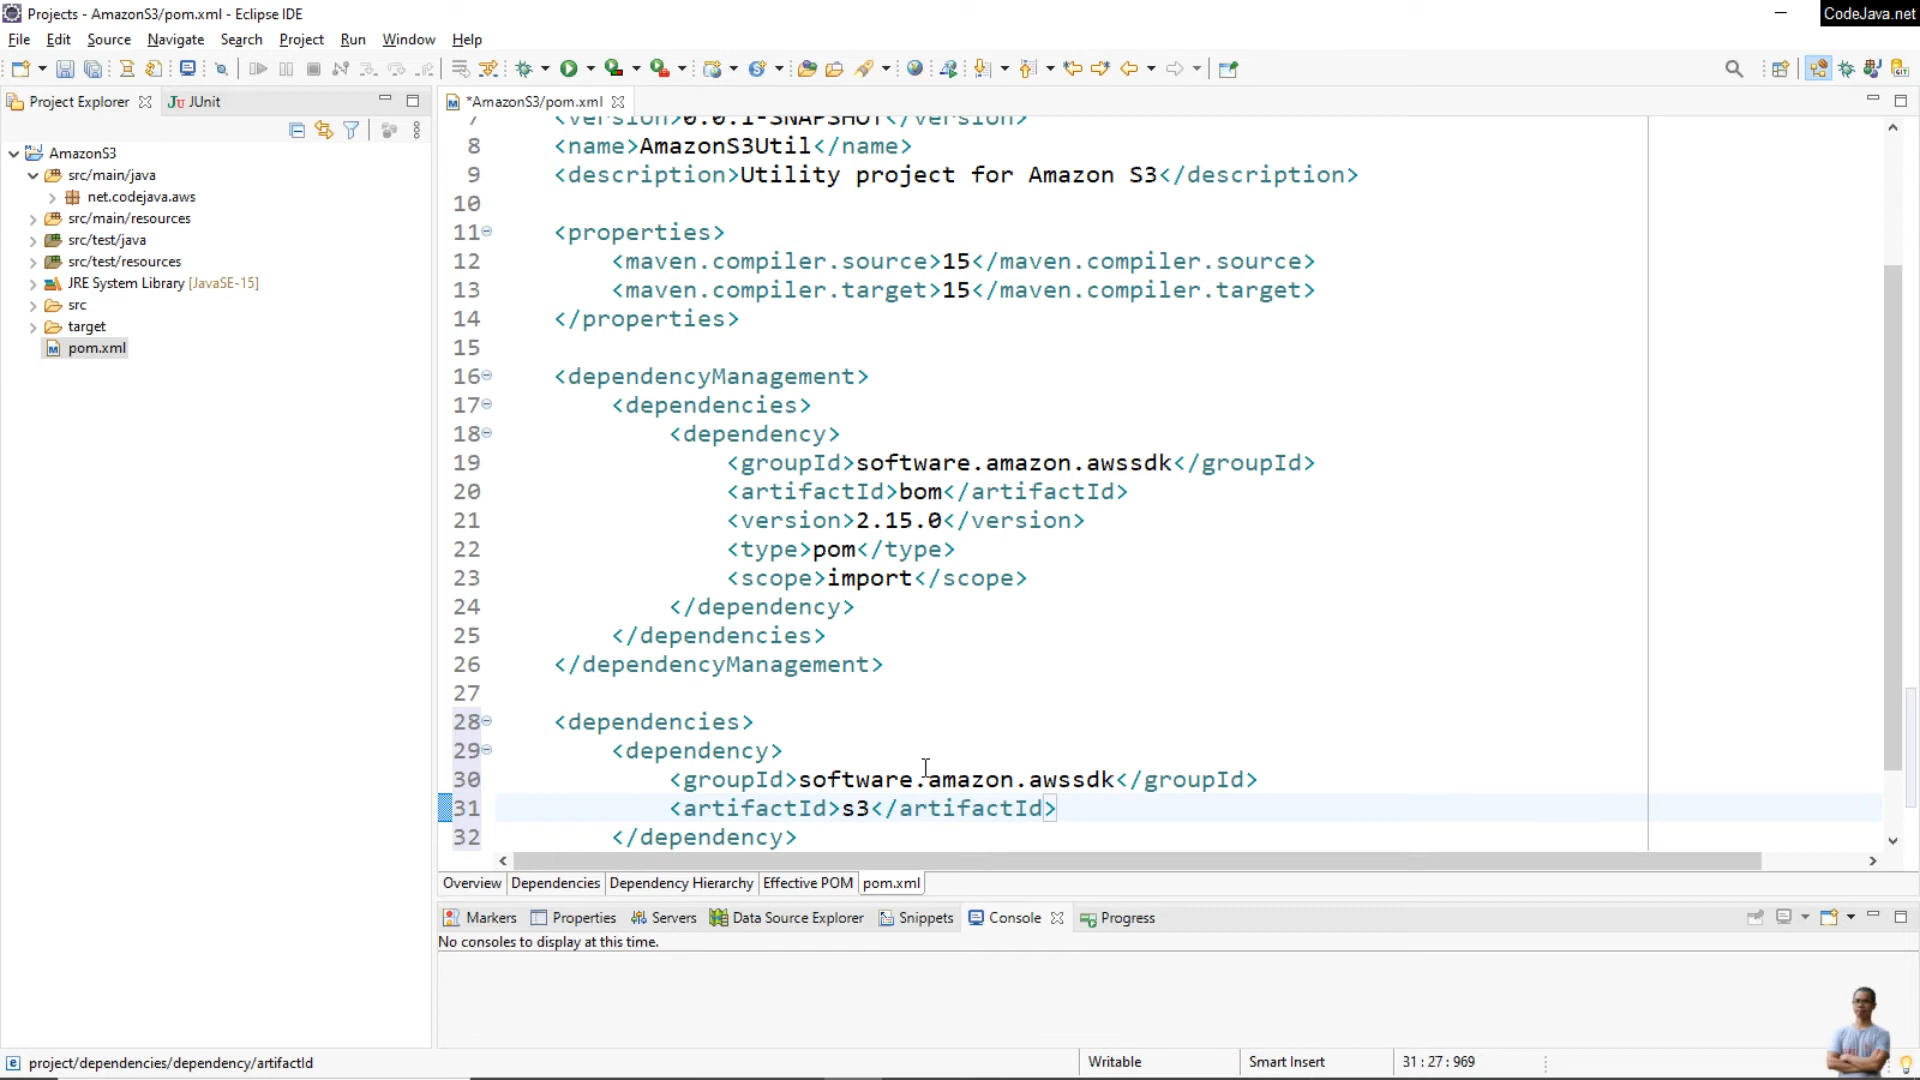 Projects - AmazonS3/pom.xml - Eclipse IDE
CodeJava.net
File Edit Source Navigate Search Project Run Window Help
Project Explorer
JUnit
*AmazonS3/pom.xml
AmazonS3
src/main/java
net.codejava.aws
src/main/resources
src/test/java
src/test/resources
JRE System Library [JavaSE-15]
src
target
pom.xml
7 <version>0.0.1-SNAPSHOT</version>
8 <name>AmazonS3Util</name>
9 <description>Utility project for Amazon S3</description>
10
11 <properties>
12 <maven.compiler.source>15</maven.compiler.source>
13 <maven.compiler.target>15</maven.compiler.target>
14 </properties>
15
16 <dependencyManagement>
17 <dependencies>
18 <dependency>
19 <groupId>software.amazon.awssdk</groupId>
20 <artifactId>bom</artifactId>
21 <version>2.15.0</version>
22 <type>pom</type>
23 <scope>import</scope>
24 </dependency>
25 </dependencies>
26 </dependencyManagement>
27
28 <dependencies>
29 <dependency>
30 <groupId>software.amazon.awssdk</groupId>
31 <artifactId>s3</artifactId>
32 </dependency>
Overview Dependencies Dependency Hierarchy Effective POM pom.xml
Markers Properties Servers Data Source Explorer Snippets Console Progress
No consoles to display at this time.
project/dependencies/dependency/artifactId
Writable
Smart Insert
31 : 27 : 969